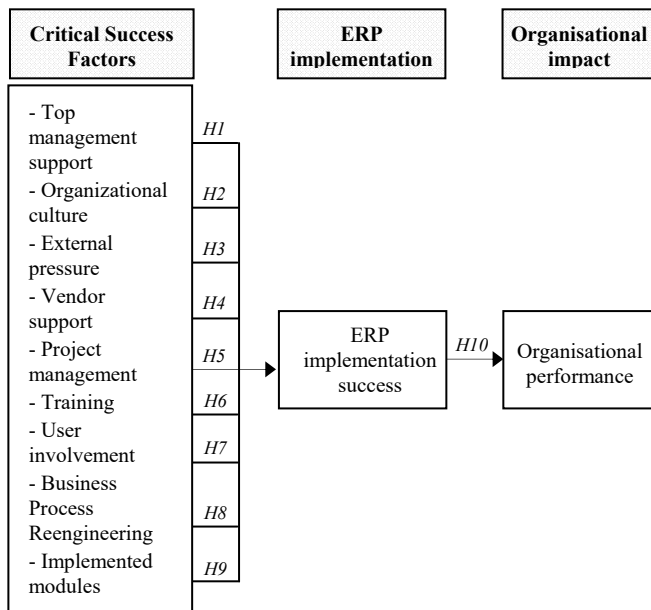 Critical Success
Factors
ERP
implementation
Organisational
impact
- Top
management
support
- Organizational
culture
- External
pressure
- Vendor
support
- Project
management
- Training
- User
involvement
- Business
Process
Reengineering
- Implemented
modules
H1
H2
H3
H4
H5
H6
H7
H8
H9
ERP
implementation
success
H10
Organisational
performance